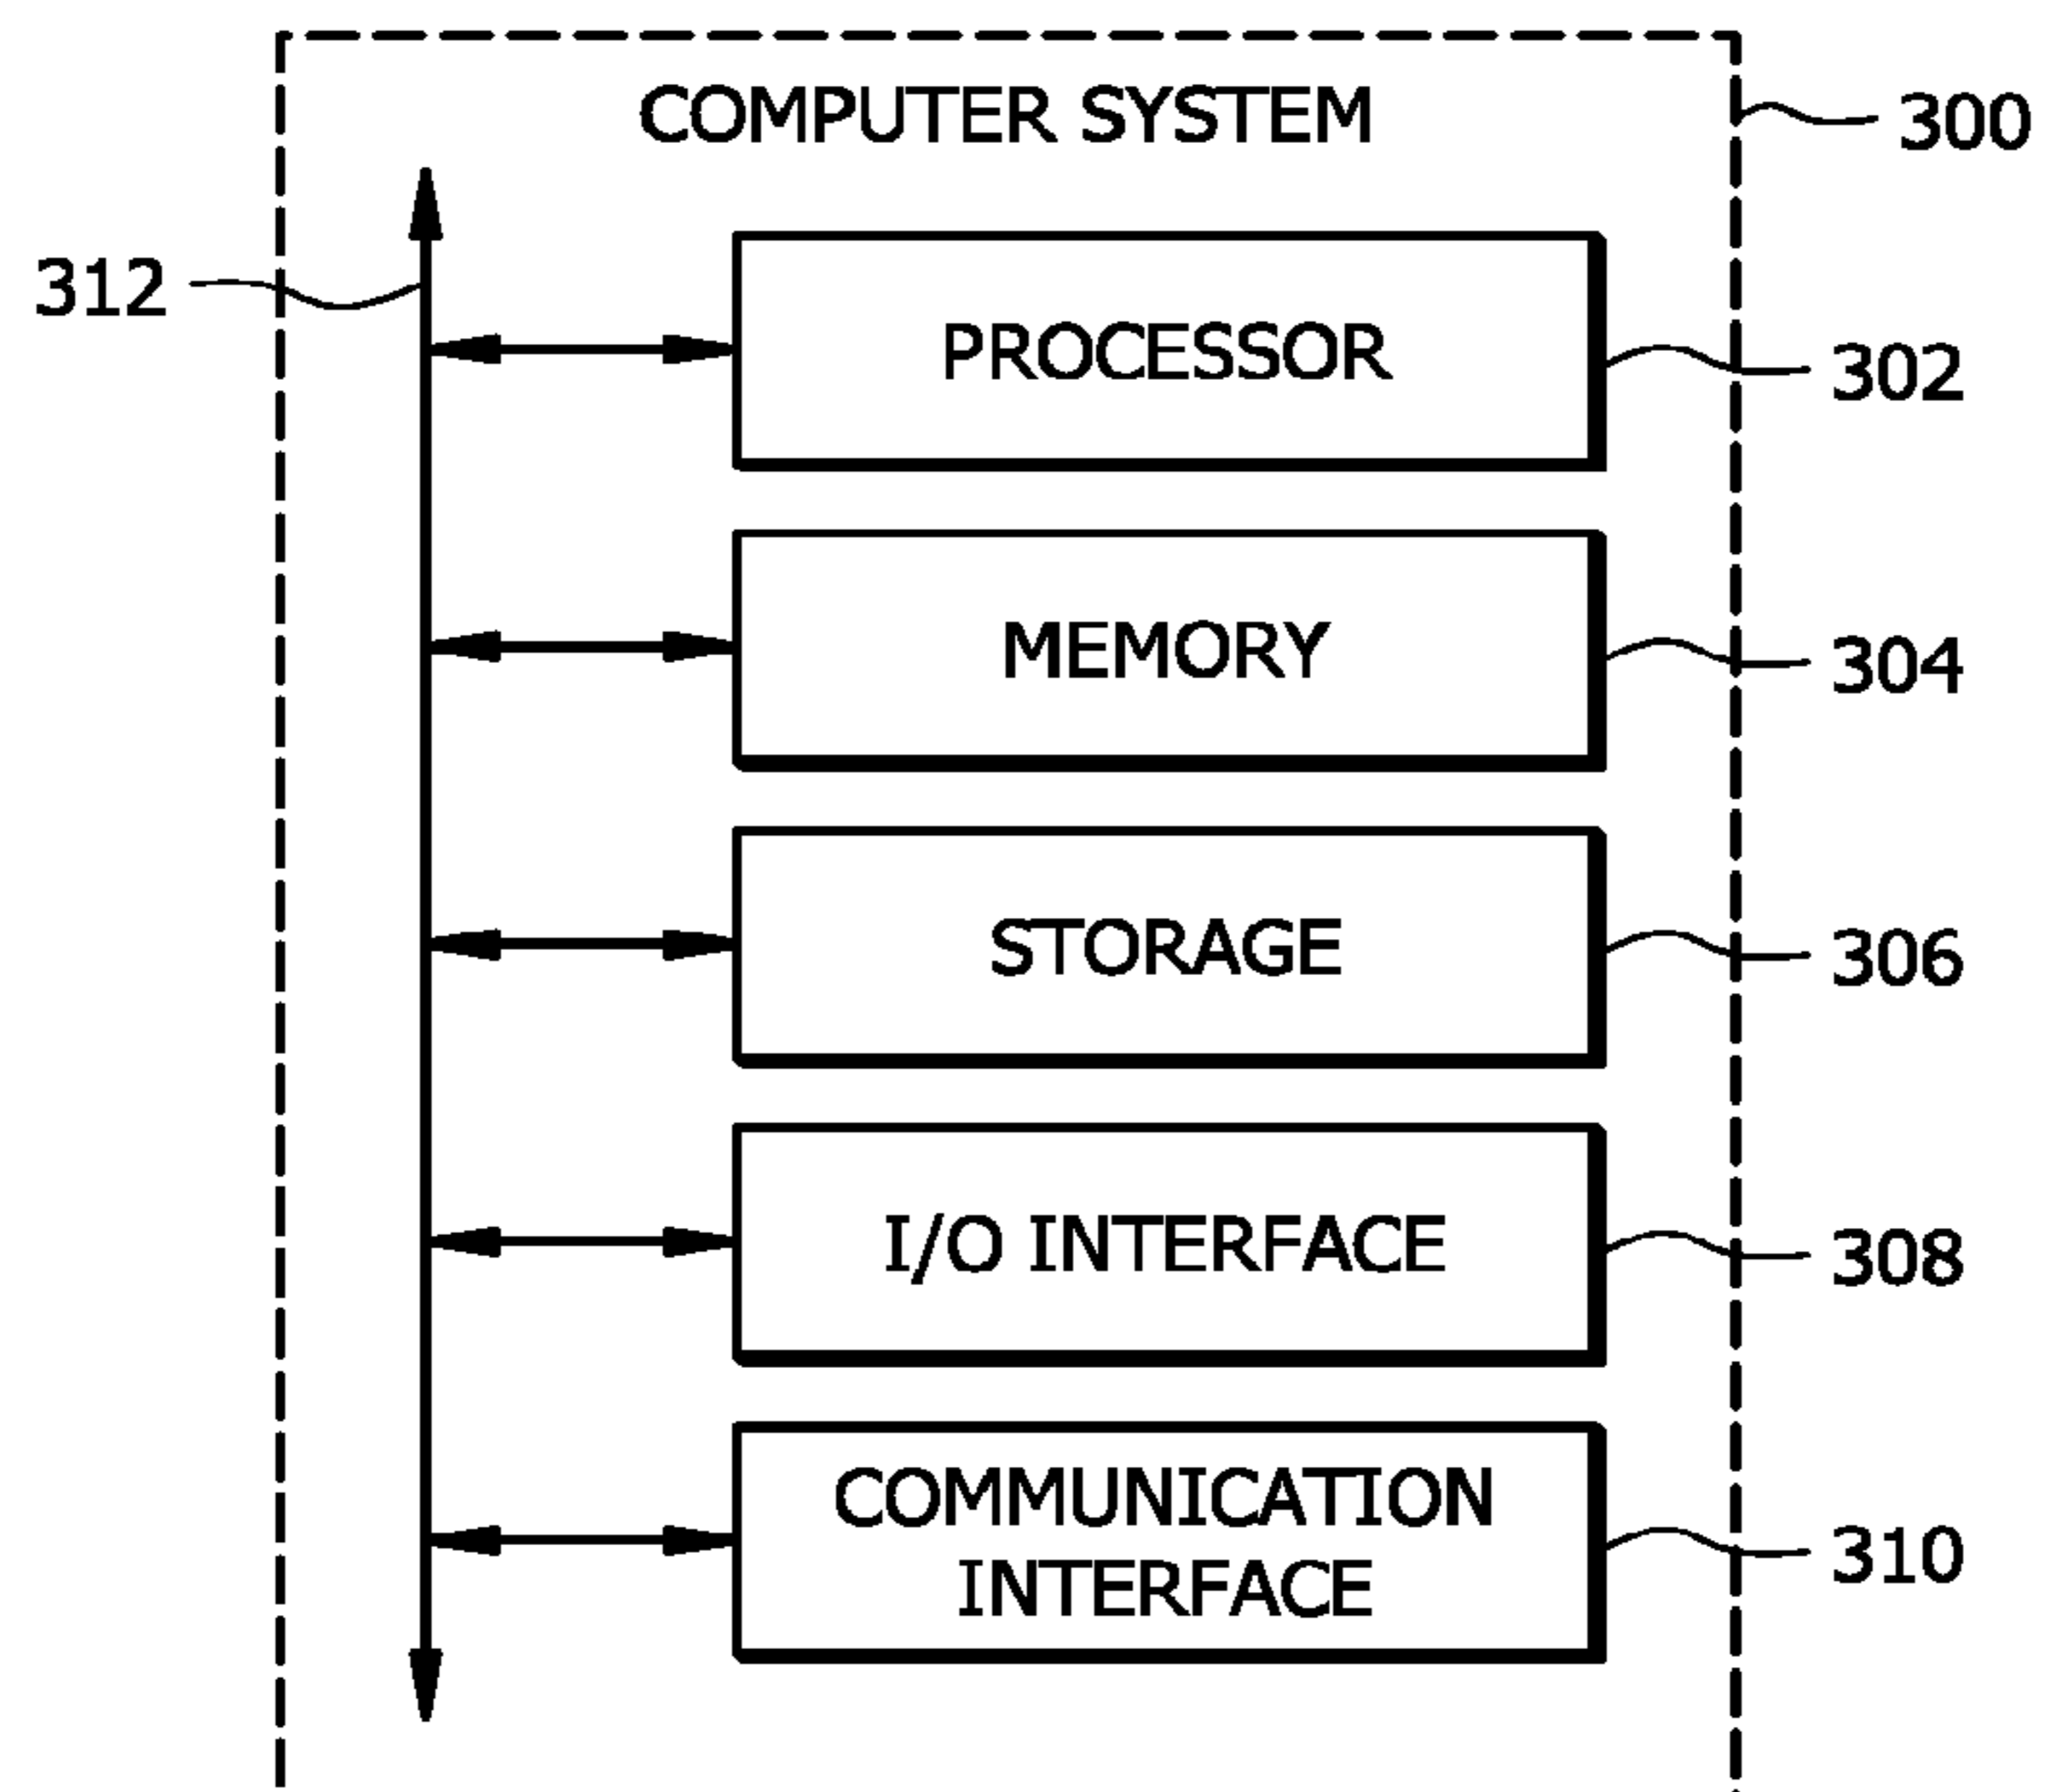 COMPUTER SYSTEM
300
312
PROCESSOR
302
MEMORY
304
STORAGE
306
I/O INTERFACE
308
COMMUNICATION
INTERFACE
310